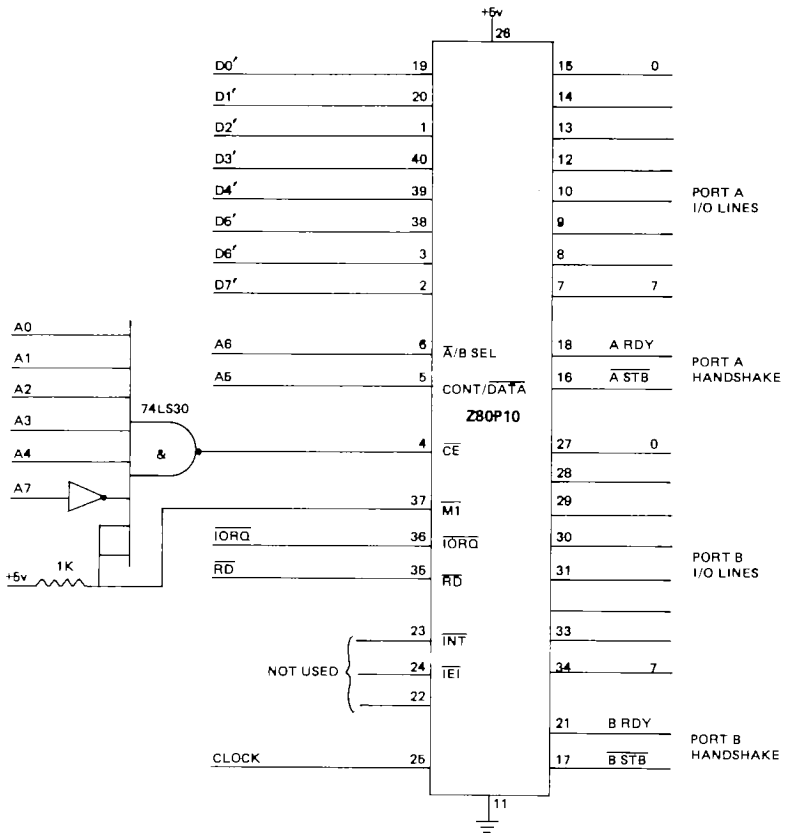 +5v
26
D0′ 19 15 0
D1′ 20 14
D2′ 1 13
D3′ 40 12
D4′ 39 10
D5′ 38 9
D6′ 3 8
D7′ 2 7 7
PORT A
I/O LINES
A0
A1
A2
A3
A4
A7
74LS30
&
+5v
1K
A6 6 A/B SEL
A5 5 CONT/DATA
Z80P10
4 CE
37 M1
IORQ 36 IORQ
RD 35 RD
23 INT
24 IEI
22
NOT USED
CLOCK 25
18 A RDY
16 A STB
PORT A
HANDSHAKE
27 0
28
29
30
31
33
34 7
PORT B
I/O LINES
21 B RDY
17 B STB
PORT B
HANDSHAKE
11